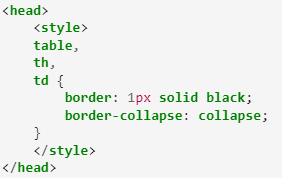 <head>
<style>
table,
th,
td {
border: 1px solid black;
border-collapse: collapse;
}
</style>
</head>